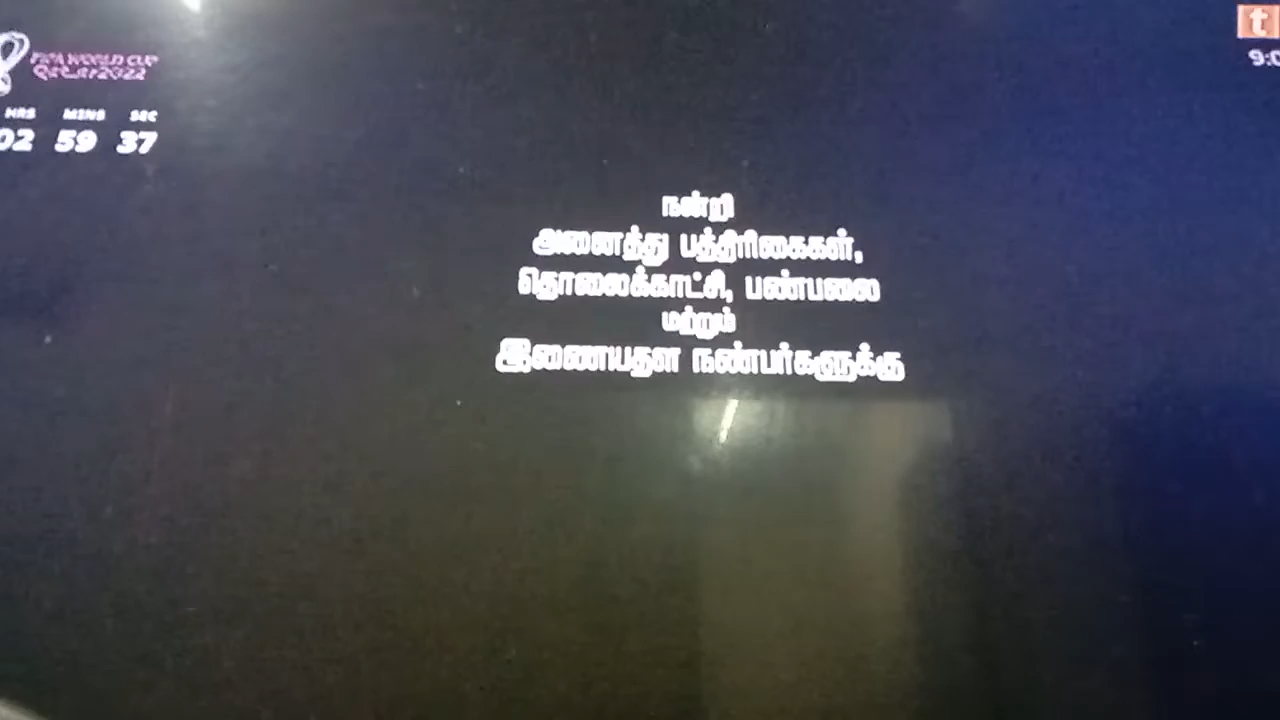 FIFA WORLD CUP
Qatar2022
HRS MINS SEC
02 59 37
t
நன்றி
அனைத்து பத்திரிகைகள்,
தொலைக்காட்சி, பண்பலை
மற்றும்
இணையதள நண்பர்களுக்கு